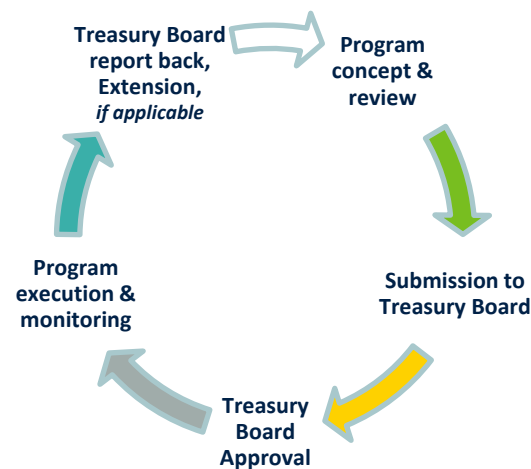 Treasury Board
report back,
Extension,
if applicable
Program
concept &
review
Submission to
Treasury Board
Treasury
Board
Approval
Program
execution &
monitoring